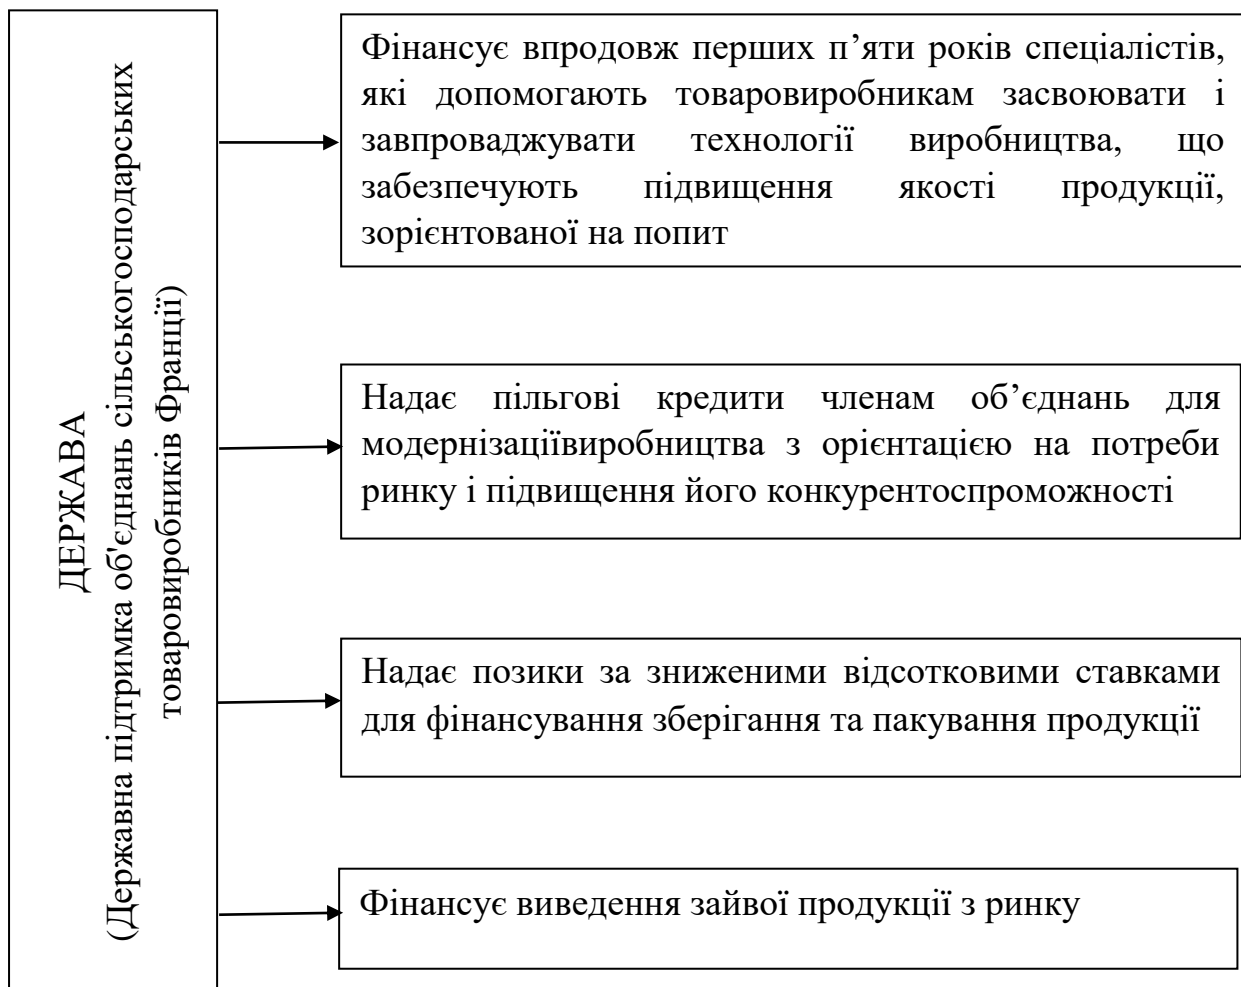 ДЕРЖАВА
(Державна підтримка об'єднань сільськогосподарських
товаровиробників Франції)
Фінансує впродовж перших п’яти років спеціалістів,
які допомогають товаровиробникам засвоювати і
завпроваджувати технології виробництва, що
забезпечують підвищення якості продукції,
зорієнтованої на попит
Надає пільгові кредити членам об’єднань для
модернізаціївиробництва з орієнтацією на потреби
ринку і підвищення його конкурентоспроможності
Надає позики за зниженими відсотковими ставками
для фінансування зберігання та пакування продукції
Фінансує виведення зайвої продукції з ринку